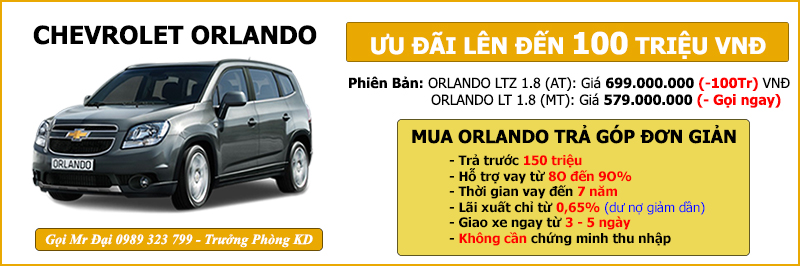 CHEVROLET ORLANDO
ORLANDO
Gọi Mr Đại 0989 323 799 - Trưởng Phòng KD
ƯU ĐÃI LÊN ĐẾN 100 TRIỆU VNĐ
Phiên Bản: ORLANDO LTZ 1.8 (AT): Giá 699.000.000 (-100Tr) VNĐ
ORLANDO LT 1.8 (MT): Giá 579.000.000 (- Gọi ngay)
MUA ORLANDO TRẢ GÓP ĐƠN GIẢN
- Trả trước 150 triệu
- Hỗ trợ vay từ 80 đến 90%
- Thời gian vay đến 7 năm
- Lãi xuất chỉ từ 0,65% (dư nợ giảm dần)
- Giao xe ngay từ 3 - 5 ngày
- Không cần chứng minh thu nhập